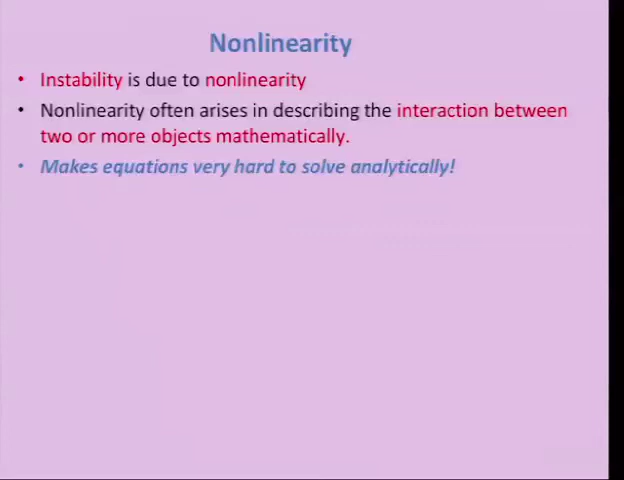 Nonlinearity
• Instability is due to nonlinearity
• Nonlinearity often arises in describing the interaction between
two or more objects mathematically.
• Makes equations very hard to solve analytically!